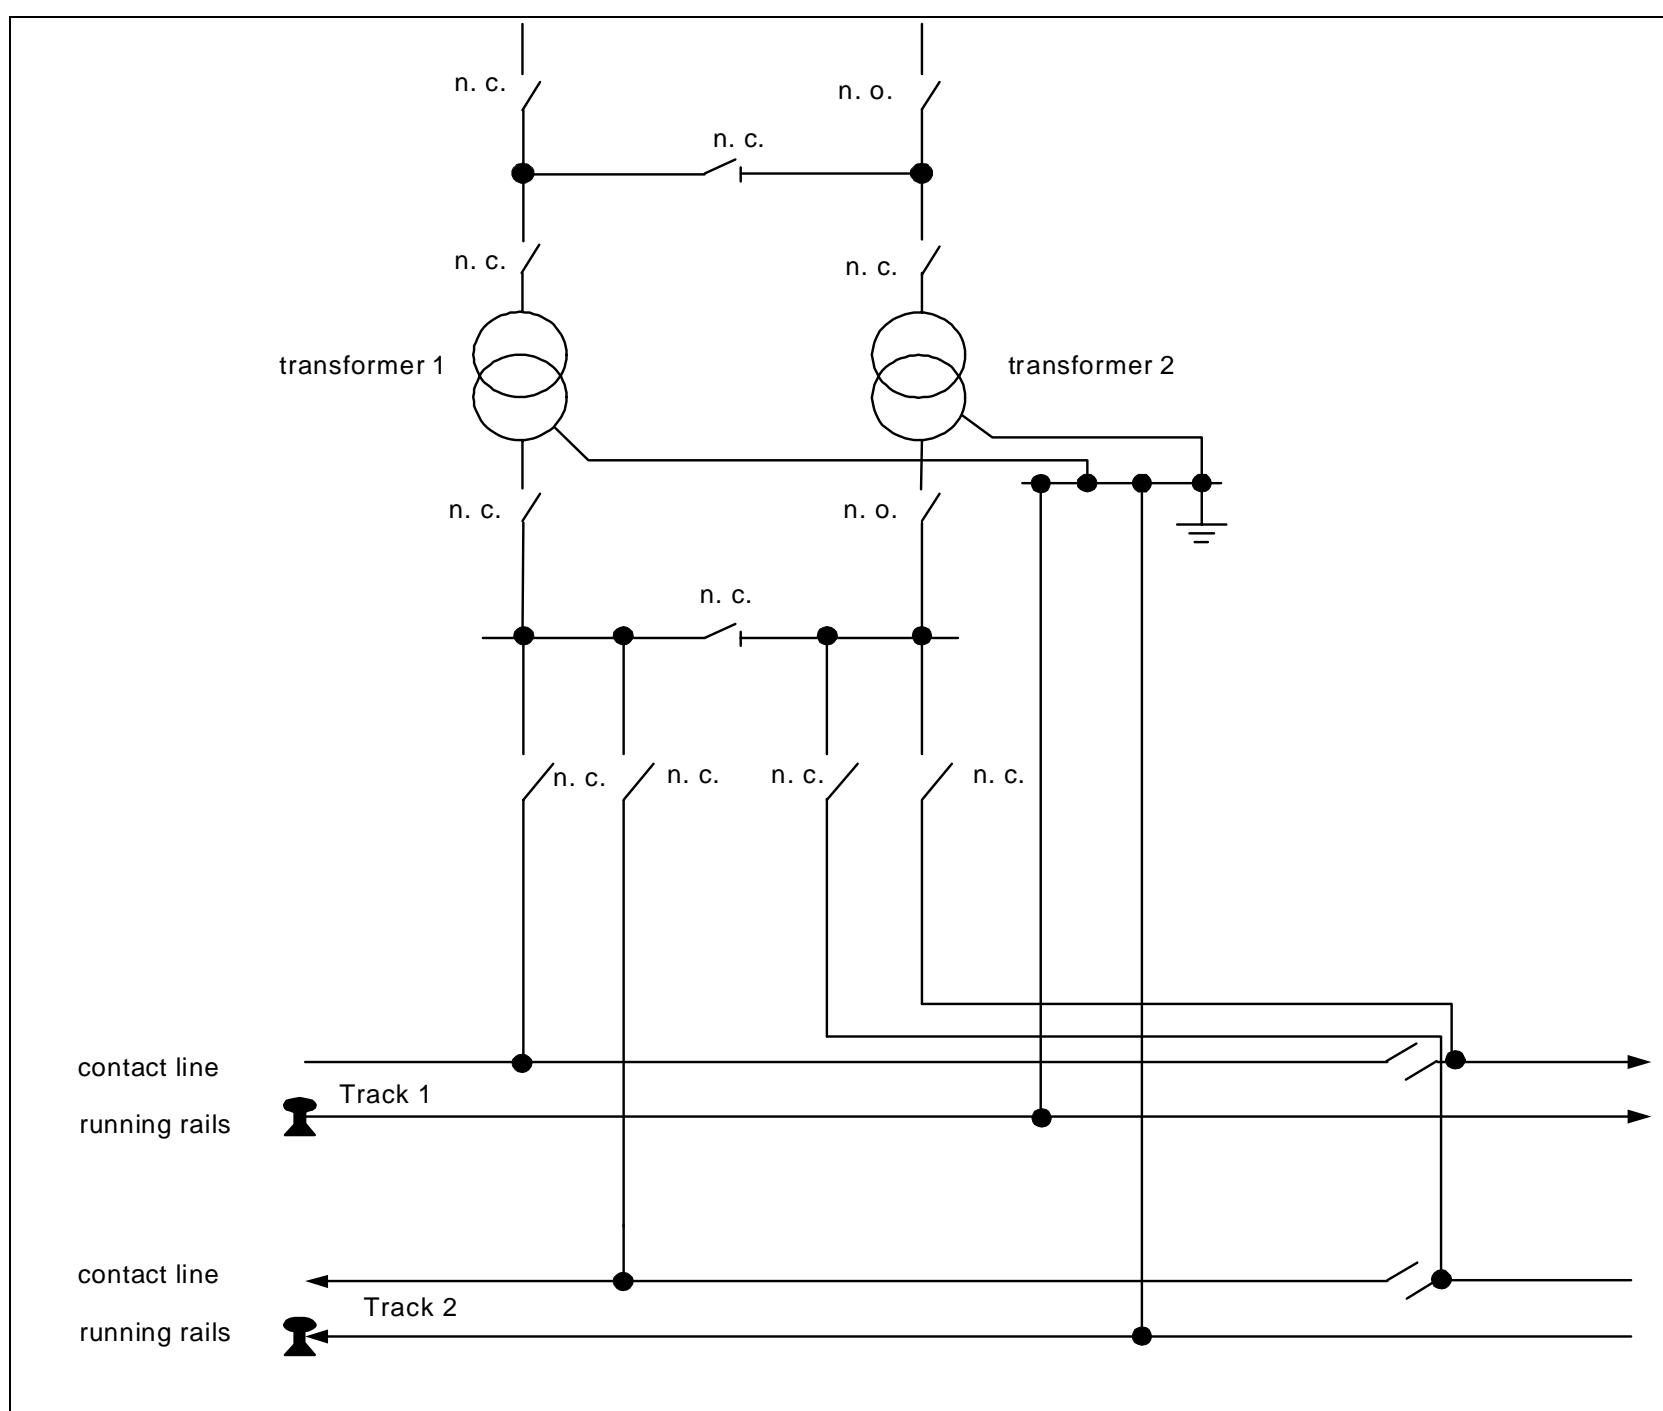 n. c.
n. o.
n. c.
n. c.
n. c.
transformer 1
transformer 2
n. c.
n. o.
n. c.
n. c.
n. c.
n. c.
n. c.
contact line
Track 1
running rails
contact line
Track 2
running rails